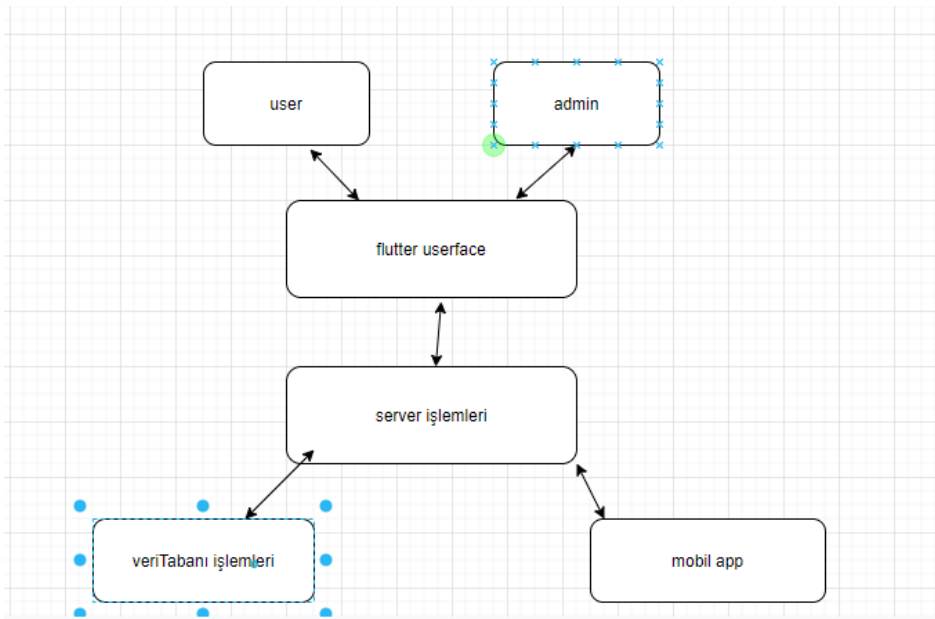 user
admin
flutter userface
server işlemleri
veriTabanı işlemleri
mobil app